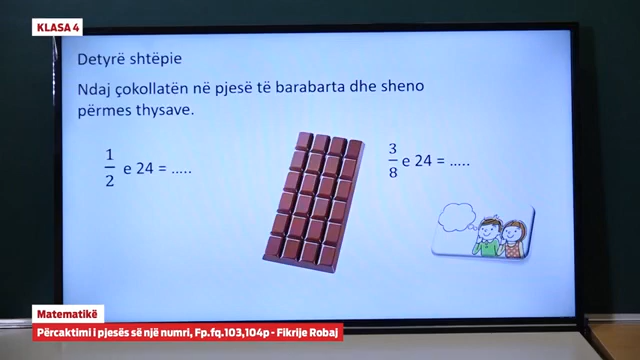 KLASA 4
Detyrë shtëpie
Ndaj çokollatën në pjesë të barabarta dhe sheno
përmes thysave.
1/2 e 24 = .....
3/8 e 24 = .....
Matematikë
Përcaktimi i pjesës së një numri, Fp.fq.103,104p - Fikrije Robaj